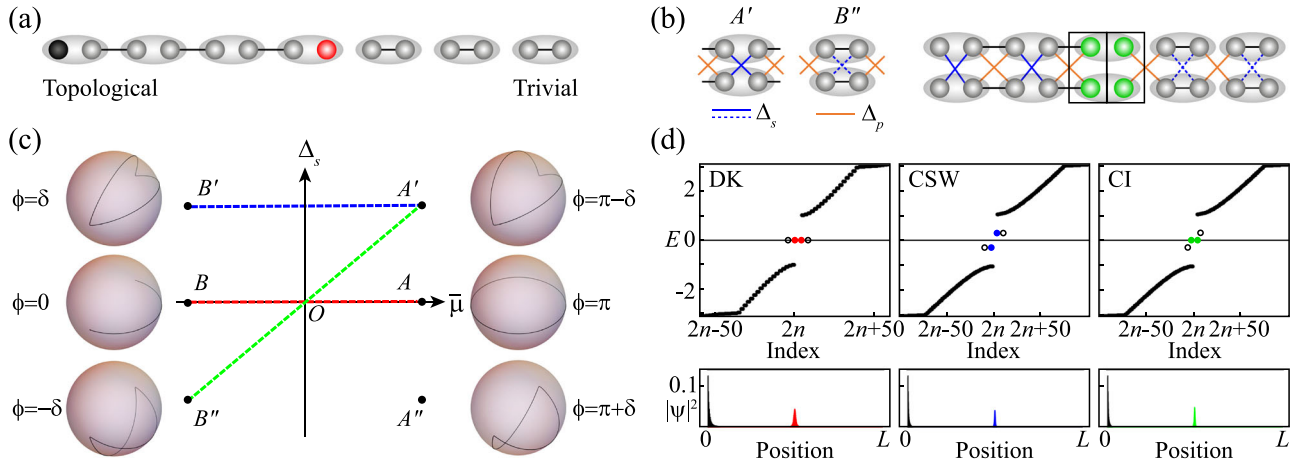 (a)
Topological
Trivial
(b)
A′
B″
Δs
Δp
(c)
Δs
ϕ=δ
B′
A′
ϕ=π−δ
ϕ=0
B
A
O
μ̄
ϕ=π
ϕ=−δ
B″
A″
ϕ=π+δ
(d)
DK
CSW
CI
2
E 0
-2
2n-50 2n 2n+50
2n-50 2n 2n+50
2n-50 2n 2n+50
Index
Index
Index
0.1
|ψ|²
0 L
0 L
0 L
Position
Position
Position